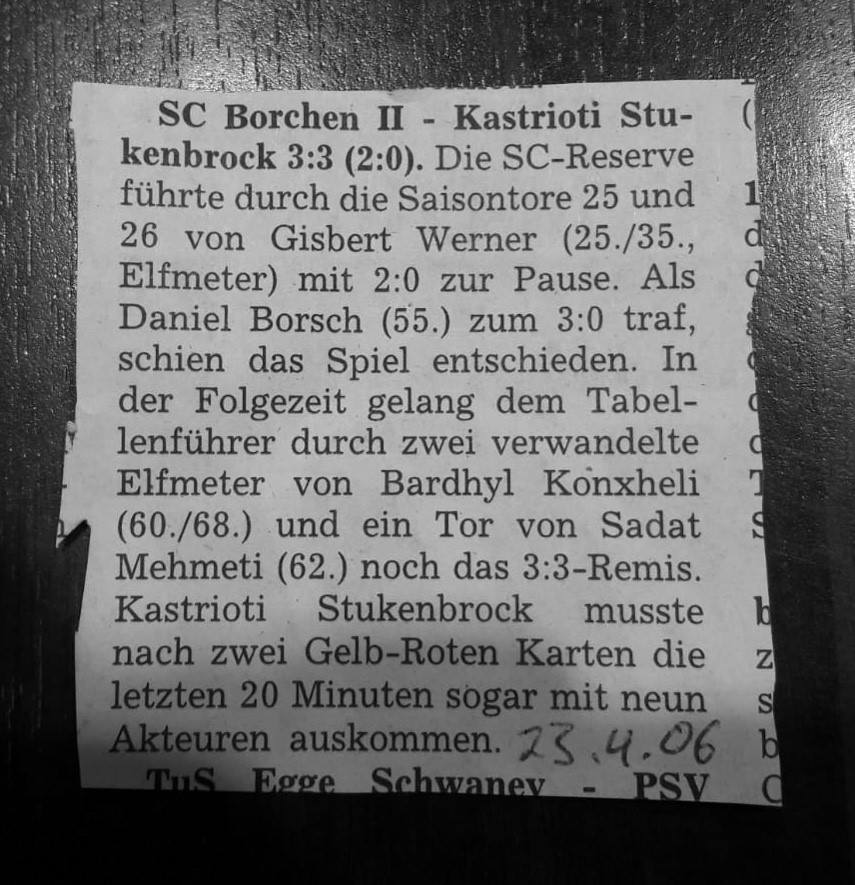 SC Borchen II - Kastrioti Stu-
kenbrock 3:3 (2:0). Die SC-Reserve
führte durch die Saisontore 25 und
26 von Gisbert Werner (25./35.,
Elfmeter) mit 2:0 zur Pause. Als
Daniel Borsch (55.) zum 3:0 traf,
schien das Spiel entschieden. In
der Folgezeit gelang dem Tabel-
lenführer durch zwei verwandelte
Elfmeter von Bardhyl Konxheli
(60./68.) und ein Tor von Sadat
Mehmeti (62.) noch das 3:3-Remis.
Kastrioti Stukenbrock musste
nach zwei Gelb-Roten Karten die
letzten 20 Minuten sogar mit neun
Akteuren auskommen. 23.4.06
TuS Egge Schwaney - PSV